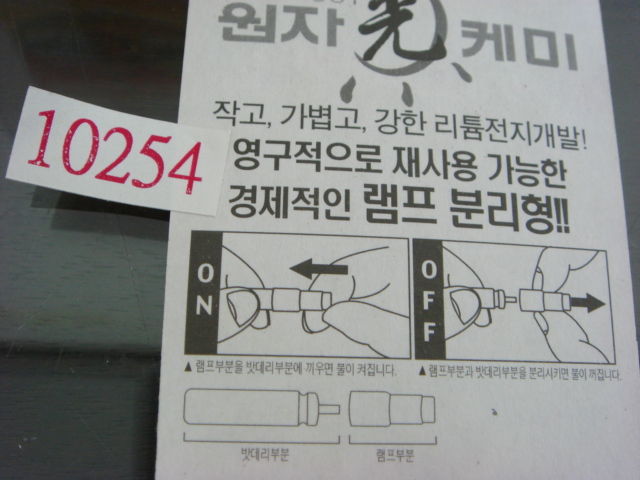 원자 光 케미
10254
작고, 가볍고, 강한 리튬전지개발!
영구적으로 재사용 가능한
경제적인 램프 분리형!!
ON
OFF
▲ 램프부분을 밧데리부분에 끼우면 불이 켜집니다.
▲ 램프부분과 밧데리부분을 분리시키면 불이 꺼집니다.
밧데리부분
램프부분